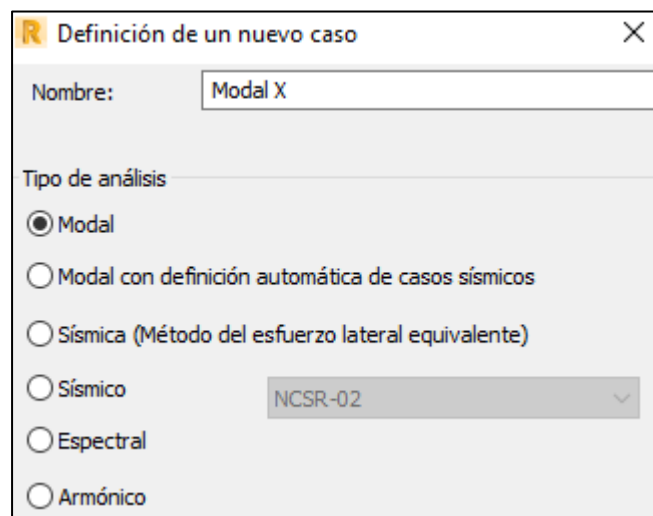 R Definición de un nuevo caso
Nombre: Modal X
Tipo de análisis
Modal
Modal con definición automática de casos sísmicos
Sísmica (Método del esfuerzo lateral equivalente)
Sísmico NCSR-02
Espectral
Armónico